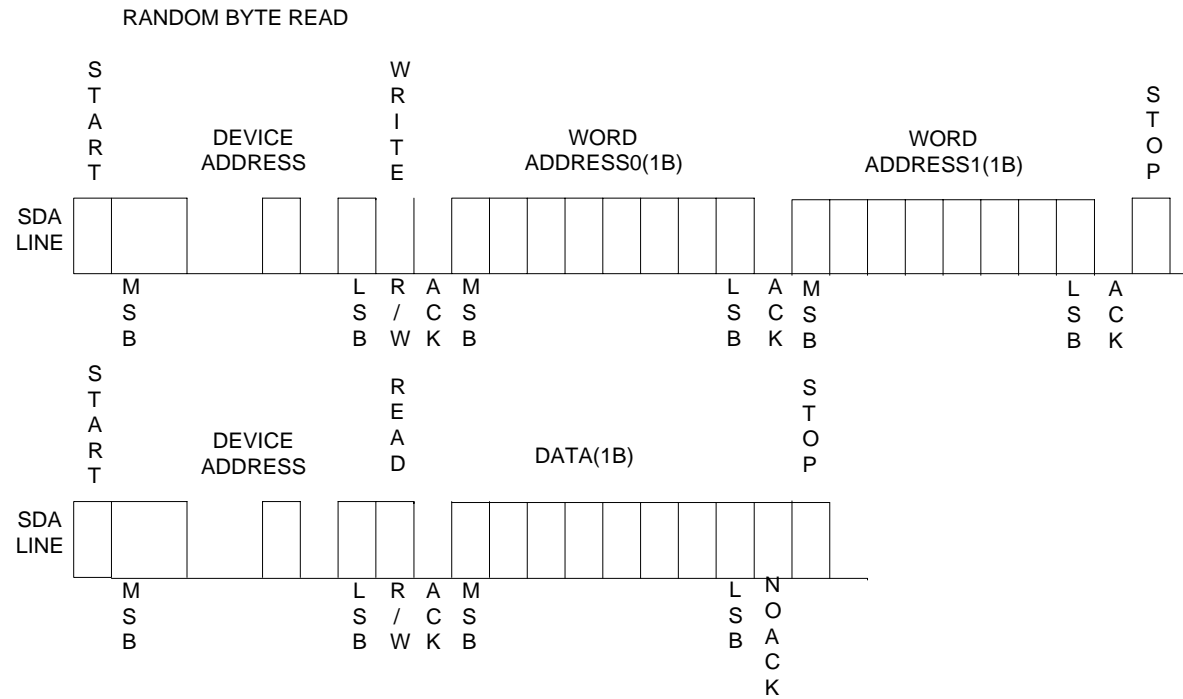 RANDOM BYTE READ
START
DEVICE
ADDRESS
WRITE
WORD
ADDRESS0(1B)
WORD
ADDRESS1(1B)
STOP
SDA
LINE
MSB
LSB
R/W
ACK
MSB
LSB
ACK
MSB
LSB
ACK
START
DEVICE
ADDRESS
READ
DATA(1B)
STOP
SDA
LINE
MSB
LSB
R/W
ACK
MSB
LSB
NOACK